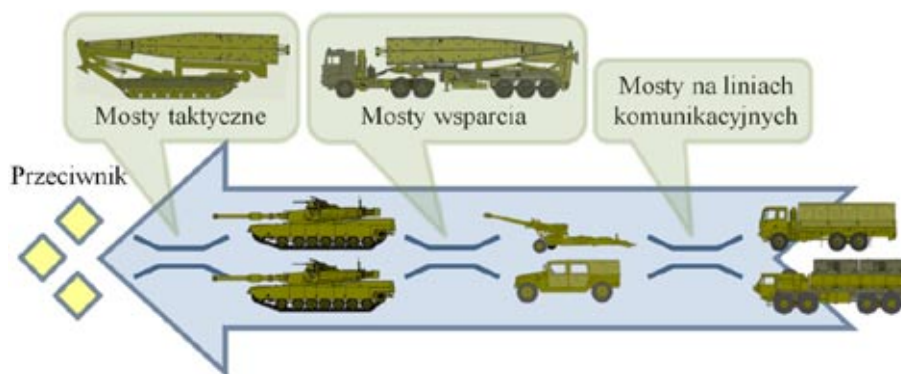 Mosty taktyczne
Mosty wsparcia
Mosty na liniach
komunikacyjnych
Przeciwnik